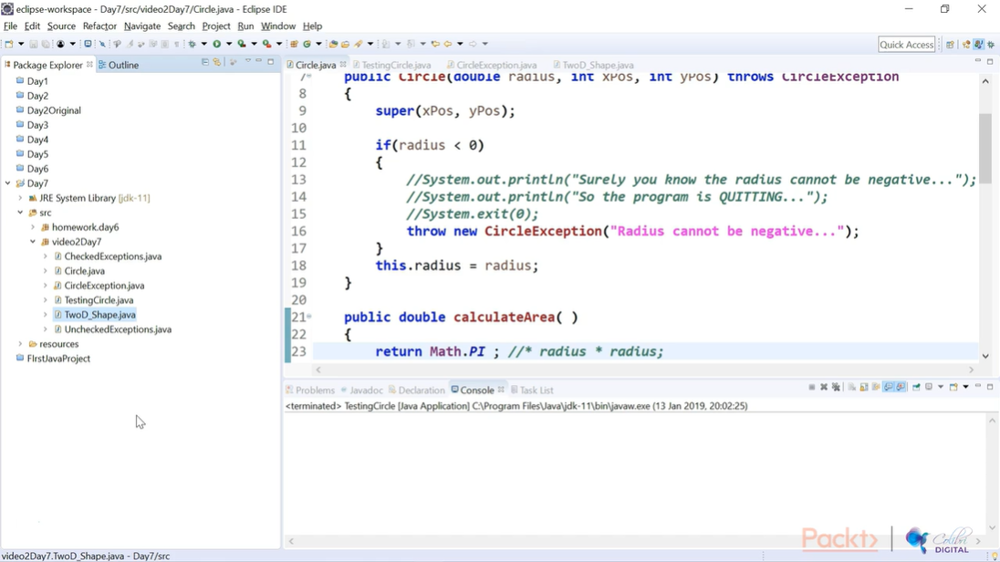 eclipse-workspace - Day7/src/video2Day7/Circle.java - Eclipse IDE
File Edit Source Refactor Navigate Search Project Run Window Help
Quick Access
Package Explorer Outline
Circle.java TestingCircle.java CircleException.java TwoD_Shape.java
Day1
Day2
Day2Original
Day3
Day4
Day5
Day6
Day7
JRE System Library [jdk-11]
src
homework.day6
video2Day7
CheckedExceptions.java
Circle.java
CircleException.java
TestingCircle.java
TwoD_Shape.java
UncheckedExceptions.java
resources
FIrstJavaProject
7 public Circle(double radius, int xPos, int yPos) throws CircleException
8 {
9 super(xPos, yPos);
10
11 if(radius < 0)
12 {
13 //System.out.println("Surely you know the radius cannot be negative...");
14 //System.out.println("So the program is QUITTING...");
15 //System.exit(0);
16 throw new CircleException("Radius cannot be negative...");
17 }
18 this.radius = radius;
19 }
20
21 public double calculateArea( )
22 {
23 return Math.PI ; //* radius * radius;
Problems Javadoc Declaration Console Task List
<terminated> TestingCircle [Java Application] C:\Program Files\Java\jdk-11\bin\javaw.exe (13 Jan 2019, 20:02:25)
Packt> Colibri
DIGITAL
video2Day7.TwoD_Shape.java - Day7/src